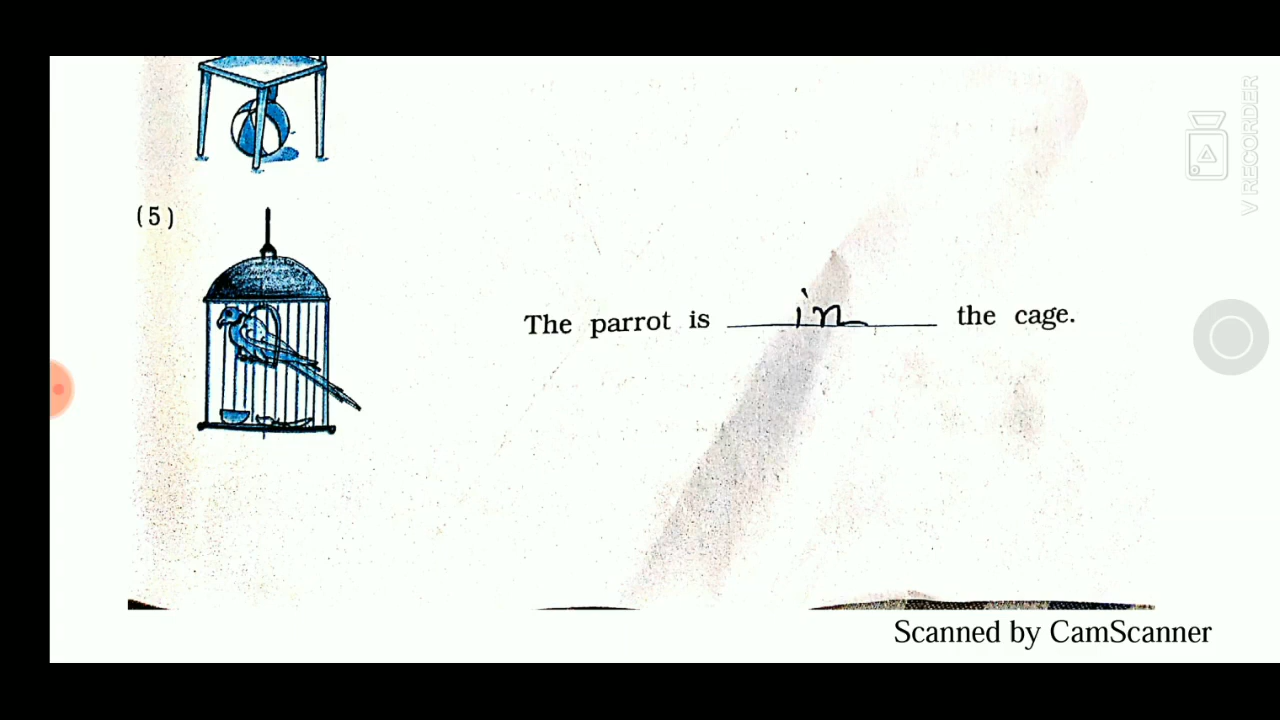 V RECORDER
(5)
The parrot is in the cage.
Scanned by CamScanner